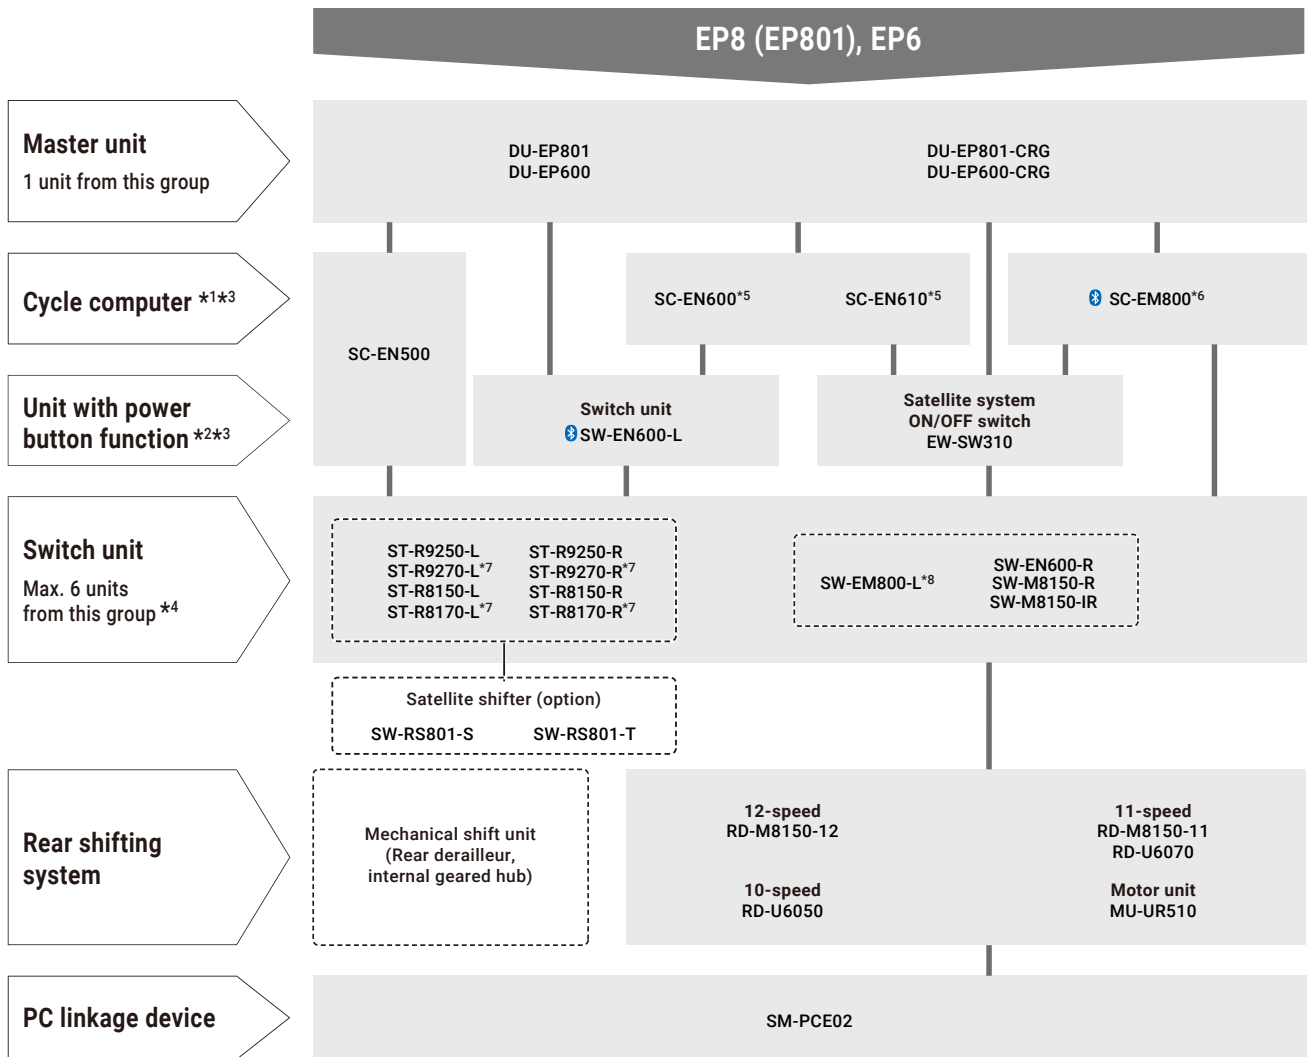 EP8 (EP801), EP6
Master unit
1 unit from this group
DU-EP801
DU-EP600
DU-EP801-CRG
DU-EP600-CRG
Cycle computer *1*3
SC-EN500
SC-EN600*5
SC-EN610*5
SC-EM800*6
Unit with power
button function *2*3
Switch unit
SW-EN600-L
Satellite system
ON/OFF switch
EW-SW310
Switch unit
Max. 6 units
from this group *4
ST-R9250-L
ST-R9270-L*7
ST-R8150-L
ST-R8170-L*7
ST-R9250-R
ST-R9270-R*7
ST-R8150-R
ST-R8170-R*7
SW-EM800-L*8
SW-EN600-R
SW-M8150-R
SW-M8150-IR
Satellite shifter (option)
SW-RS801-S
SW-RS801-T
Rear shifting
system
Mechanical shift unit
(Rear derailleur,
internal geared hub)
12-speed
RD-M8150-12
11-speed
RD-M8150-11
RD-U6070
10-speed
RD-U6050
Motor unit
MU-UR510
PC linkage device
SM-PCE02